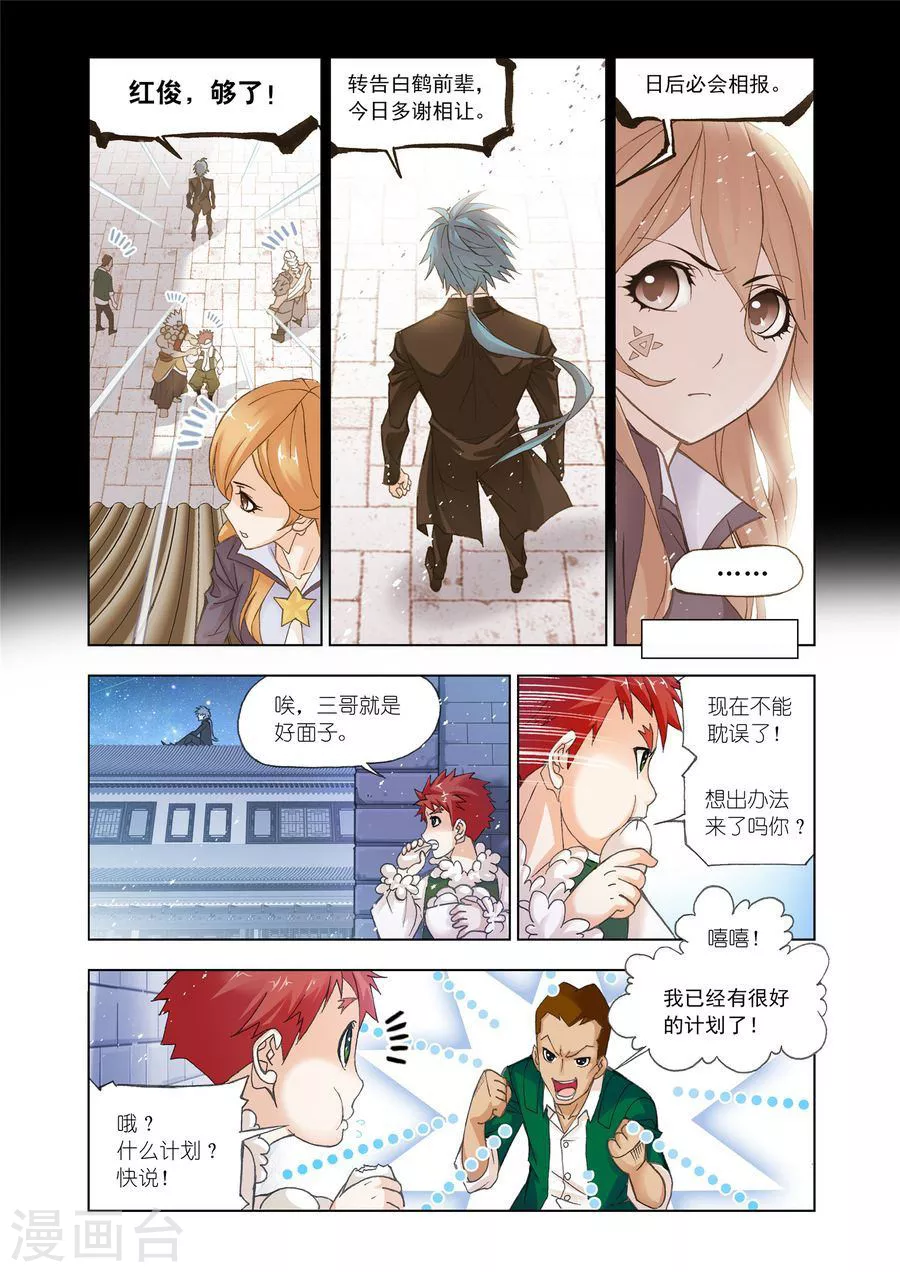 红俊，够了！
转告白鹤前辈，
今日多谢相让。
日后必会相报。
……
唉，三哥就是
好面子。
现在不能
耽误了！
想出办法
来了吗你？
嘻嘻！
我已经有很好
的计划了！
哦？
什么计划？
快说！
漫画台